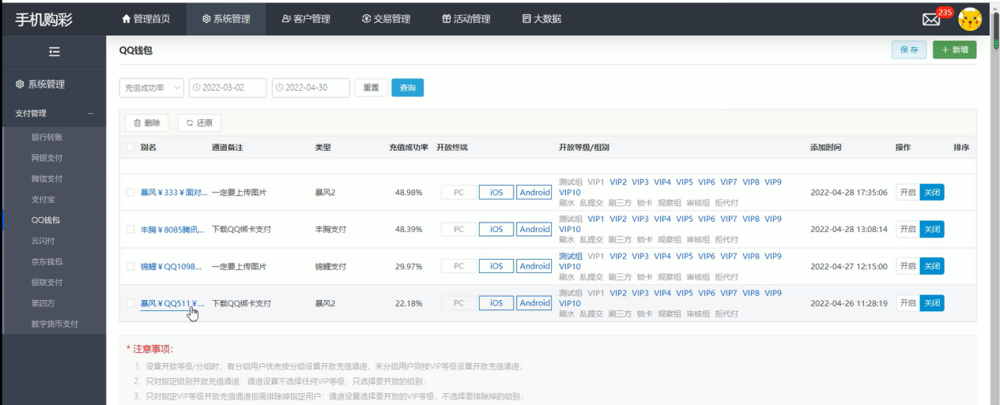 手机购彩 管理首页 系统管理 客户管理 交易管理 活动管理 大数据 235
QQ钱包 保存 + 新增
系统管理
充值成功率 2022-03-02 2022-04-30 重置 查询
支付管理 −
删除 还原
银行转账
别名 通道备注 类型 充值成功率 开放终端 开放等级/组别 添加时间 操作 排序
网银支付
微信支付
测试组 VIP1 VIP2 VIP3 VIP4 VIP5 VIP6 VIP7 VIP8 VIP9
暴风¥333¥面对... 一定要上传图片 暴风2 48.98% PC iOS Android VIP10 2022-04-28 17:35:06 开启 关闭
刷水 乱提交 刷三方 锁卡 观察组 审核组 拒代付
支付宝
QQ钱包
测试组 VIP1 VIP2 VIP3 VIP4 VIP5 VIP6 VIP7 VIP8 VIP9
丰胸¥8085腾讯... 下载QQ绑卡支付 丰胸支付 48.39% PC iOS Android VIP10 2022-04-28 13:08:14 开启 关闭
刷水 乱提交 刷三方 锁卡 观察组 审核组 拒代付
云闪付
京东钱包
测试组 VIP1 VIP2 VIP3 VIP4 VIP5 VIP6 VIP7 VIP8 VIP9
锦鲤¥QQ1098... 一定要上传图片 锦鲤支付 29.97% PC iOS Android VIP10 2022-04-27 12:15:00 开启 关闭
刷水 乱提交 刷三方 锁卡 观察组 审核组 拒代付
银联支付
第四方
测试组 VIP1 VIP2 VIP3 VIP4 VIP5 VIP6 VIP7 VIP8 VIP9
暴风¥QQ511¥... 下载QQ绑卡支付 暴风2 22.18% PC iOS Android VIP10 2022-04-26 11:28:19 开启 关闭
刷水 乱提交 刷三方 锁卡 观察组 审核组 拒代付
数字货币支付
* 注意事项:
1. 设置开放等级/分组时，有分组用户优先按分组设置开放充值通道，未分组用户则按VIP等级设置开放充值通道;
2. 只对指定组别开放充值通道：通道设置不选择任何VIP等级，只选择要开放的组别;
3. 只对指定VIP等级开放充值通道但需排除掉指定用户：通道设置选择要开放的VIP等级，不选择要排除掉的组别;